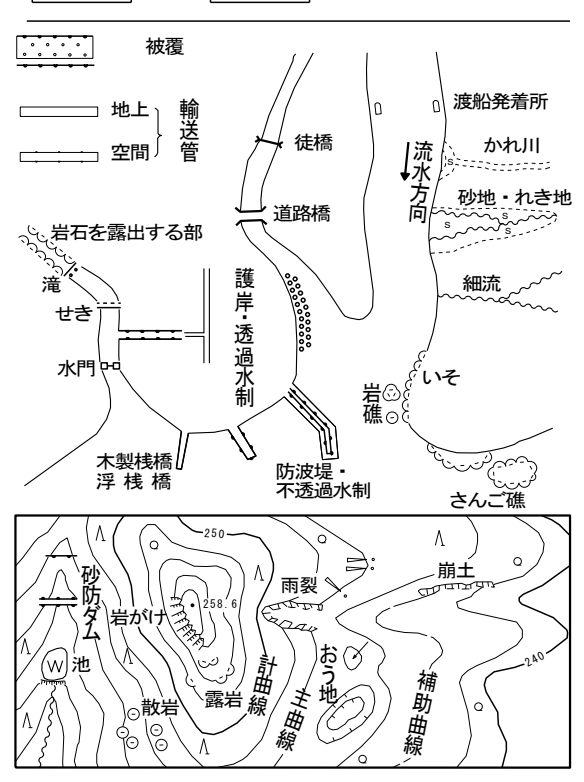 被覆
地上
空間
輸送管
徒橋
道路橋
流水方向
渡船発着所
かれ川
S
砂地・れき地
S
S
細流
岩石を露出する部
滝
せき
水門
護岸・透過水制
いそ
岩礁
木製桟橋
浮桟橋
防波堤・
不透過水制
さんご礁
250
砂防ダム
岩がけ
258.6
雨裂
崩土
池
W
散岩
露岩
計曲線
主曲線
おう地
補助曲線
240